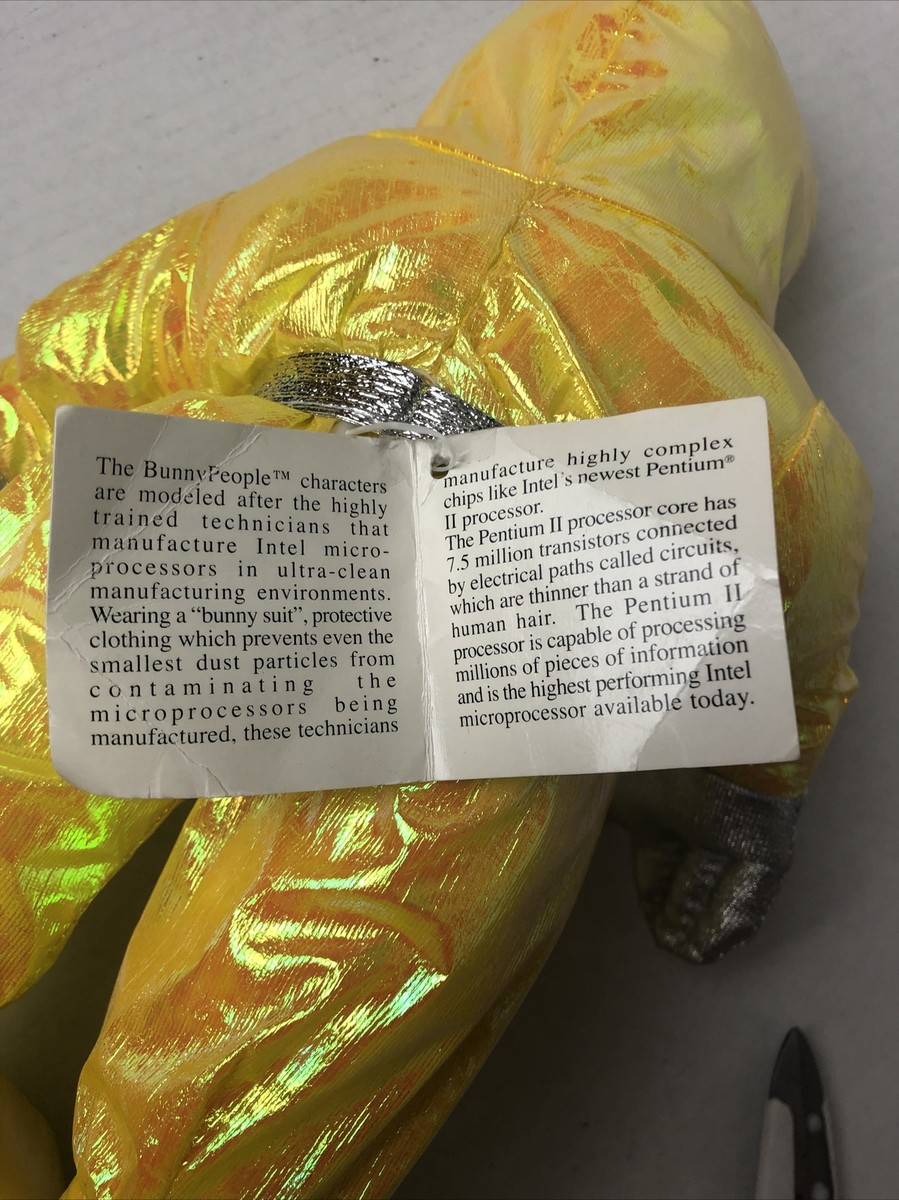 The BunnyPeople™ characters
are modeled after the highly
trained technicians that
manufacture Intel micro-
processors in ultra-clean
manufacturing environments.
Wearing a “bunny suit”, protective
clothing which prevents even the
smallest dust particles from
contaminating the
microprocessors being
manufactured, these technicians
manufacture highly complex
chips like Intel's newest Pentium®
II processor.
The Pentium II processor core has
7.5 million transistors connected
by electrical paths called circuits,
which are thinner than a strand of
human hair. The Pentium II
processor is capable of processing
millions of pieces of information
and is the highest performing Intel
microprocessor available today.